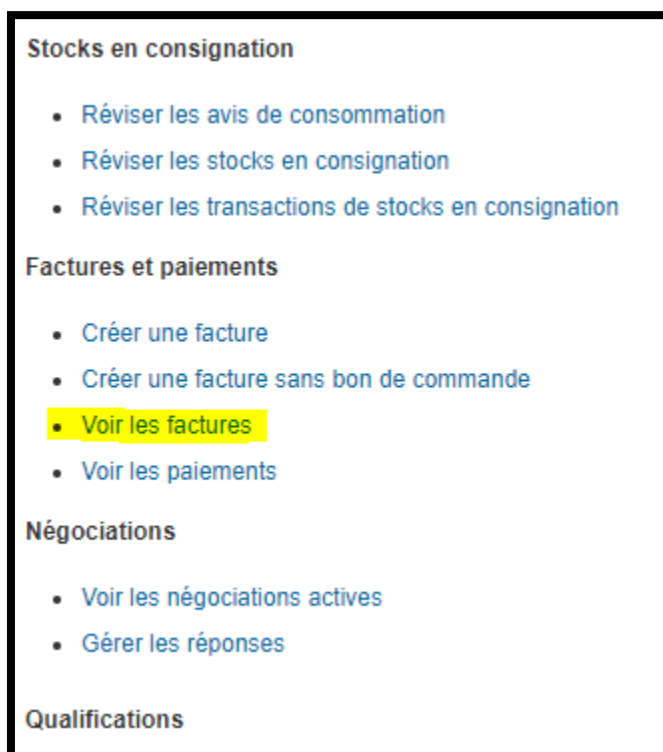 Stocks en consignation
Réviser les avis de consommation
Réviser les stocks en consignation
Réviser les transactions de stocks en consignation
Factures et paiements
Créer une facture
Créer une facture sans bon de commande
Voir les factures
Voir les paiements
Négociations
Voir les négociations actives
Gérer les réponses
Qualifications